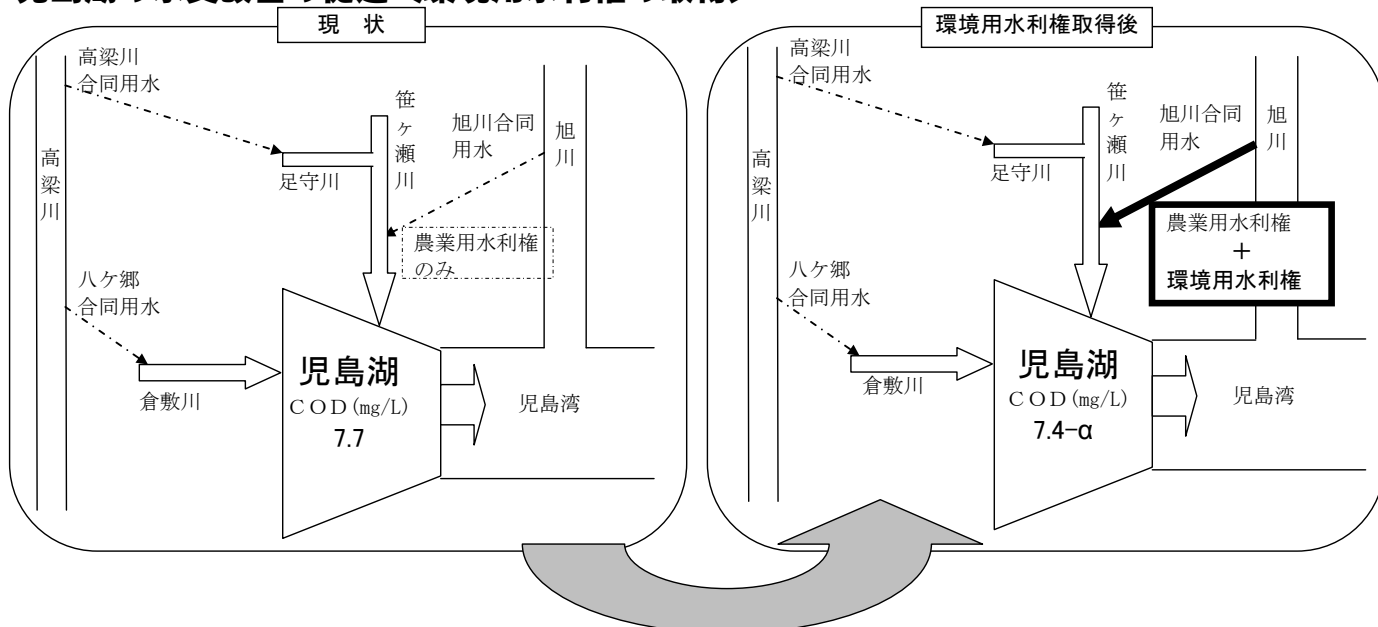 現　状
高梁川
合同用水
笹ヶ瀬川
旭川合同
用水
旭川
高梁川
足守川
農業用水利権
のみ
八ケ郷
合同用水
児島湖
ＣＯＤ(mg/L)
7.7
倉敷川
児島湾
環境用水利権取得後
高梁川
合同用水
笹ヶ瀬川
旭川合同
用水
旭川
高梁川
足守川
農業用水利権
＋
環境用水利権
八ケ郷
合同用水
児島湖
ＣＯＤ(mg/L)
7.4-α
倉敷川
児島湾